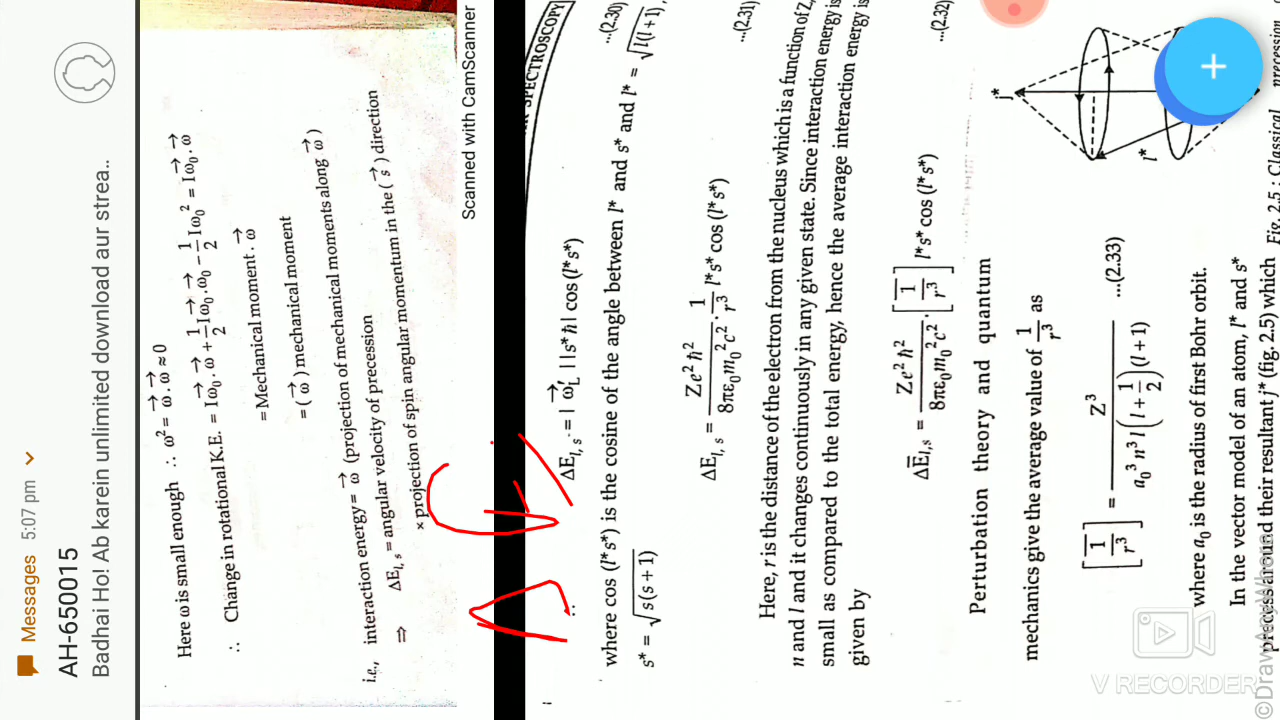 Messages 5:07 pm
AH-650015
Badhai Ho! Ab karein unlimited download aur strea...
Here ω is small enough ∴ ω² = ω⃗ . ω⃗ ≈ 0
∴ Change in rotational K.E. = Iω⃗₀ . ω⃗ + 1/2 Iω⃗₀ . ω⃗₀ − 1/2 Iω₀² = Iω⃗₀ . ω⃗
= Mechanical moment . ω⃗
= (ω⃗) mechanical moment
i.e., interaction energy = ω⃗ (projection of mechanical moments along ω⃗)
⇒ ΔE_{l, s} = angular velocity of precession
× projection of spin angular momentum in the (s⃗) direction
Scanned with CamScanner
SPECTROSCOPY
∴ ΔE_{l, s} = |ω⃗_L| |s*ħ| cos (l*s*) ...(2.30)
where cos (l*s*) is the cosine of the angle between l* and s* and l* = √(l(l + 1)),
s* = √(s(s + 1))
ΔE_{l, s} = Ze²ħ²/8πε₀m₀²c² . 1/r³ l*s* cos (l*s*) ...(2.31)
Here, r is the distance of the electron from the nucleus which is a function of Z,
n and l and it changes continuously in any given state. Since interaction energy is
small as compared to the total energy, hence the average interaction energy is
given by
ΔĒ_{l, s} = Ze²ħ²/8πε₀m₀²c² . [1/r³] l*s* cos (l*s*) ...(2.32)
Perturbation theory and quantum
mechanics give the average value of 1/r³ as
[1/r³] = Z³/a₀³ n³ l (l + 1/2) (l + 1) ...(2.33)
where a₀ is the radius of first Bohr orbit.
In the vector model of an atom, l* and s*
precess around their resultant j* (fig. 2.5) which
j*
l*
Fig. 2.5 : Classical precession
V RECORDER